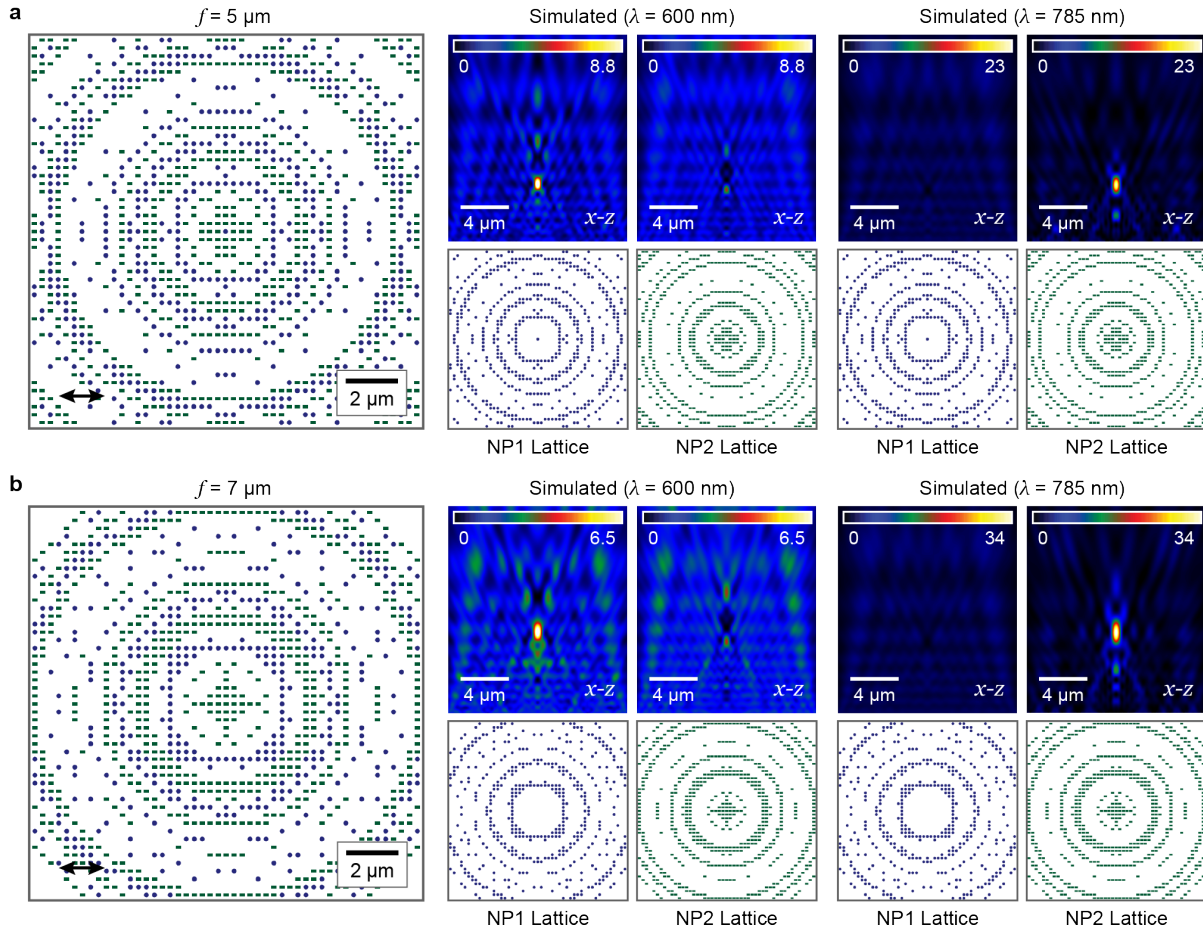 a
f = 5 µm
Simulated (λ = 600 nm)
Simulated (λ = 785 nm)
0 8.8
0 8.8
0 23
0 23
4 µm x-z
4 µm x-z
4 µm x-z
4 µm x-z
2 µm
NP1 Lattice
NP2 Lattice
NP1 Lattice
NP2 Lattice
b
f = 7 µm
Simulated (λ = 600 nm)
Simulated (λ = 785 nm)
0 6.5
0 6.5
0 34
0 34
4 µm x-z
4 µm x-z
4 µm x-z
4 µm x-z
2 µm
NP1 Lattice
NP2 Lattice
NP1 Lattice
NP2 Lattice